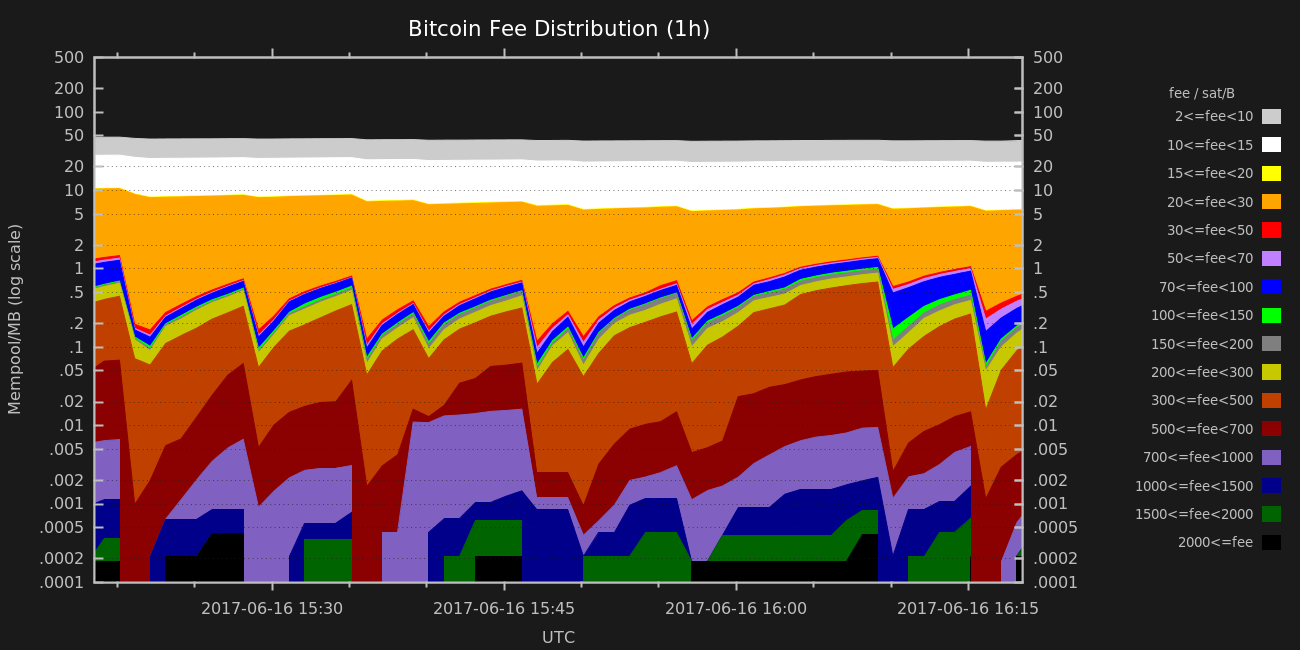 Bitcoin Fee Distribution (1h)
Mempool/MB (log scale)
500
200
100
50
20
10
5
2
1
.5
.2
.1
.05
.02
.01
.005
.002
.001
.0005
.0002
.0001
500
200
100
50
20
10
5
2
1
.5
.2
.1
.05
.02
.01
.005
.002
.001
.0005
.0002
.0001
2017-06-16 15:30
2017-06-16 15:45
2017-06-16 16:00
2017-06-16 16:15
UTC
fee / sat/B
2<=fee<10
10<=fee<15
15<=fee<20
20<=fee<30
30<=fee<50
50<=fee<70
70<=fee<100
100<=fee<150
150<=fee<200
200<=fee<300
300<=fee<500
500<=fee<700
700<=fee<1000
1000<=fee<1500
1500<=fee<2000
2000<=fee